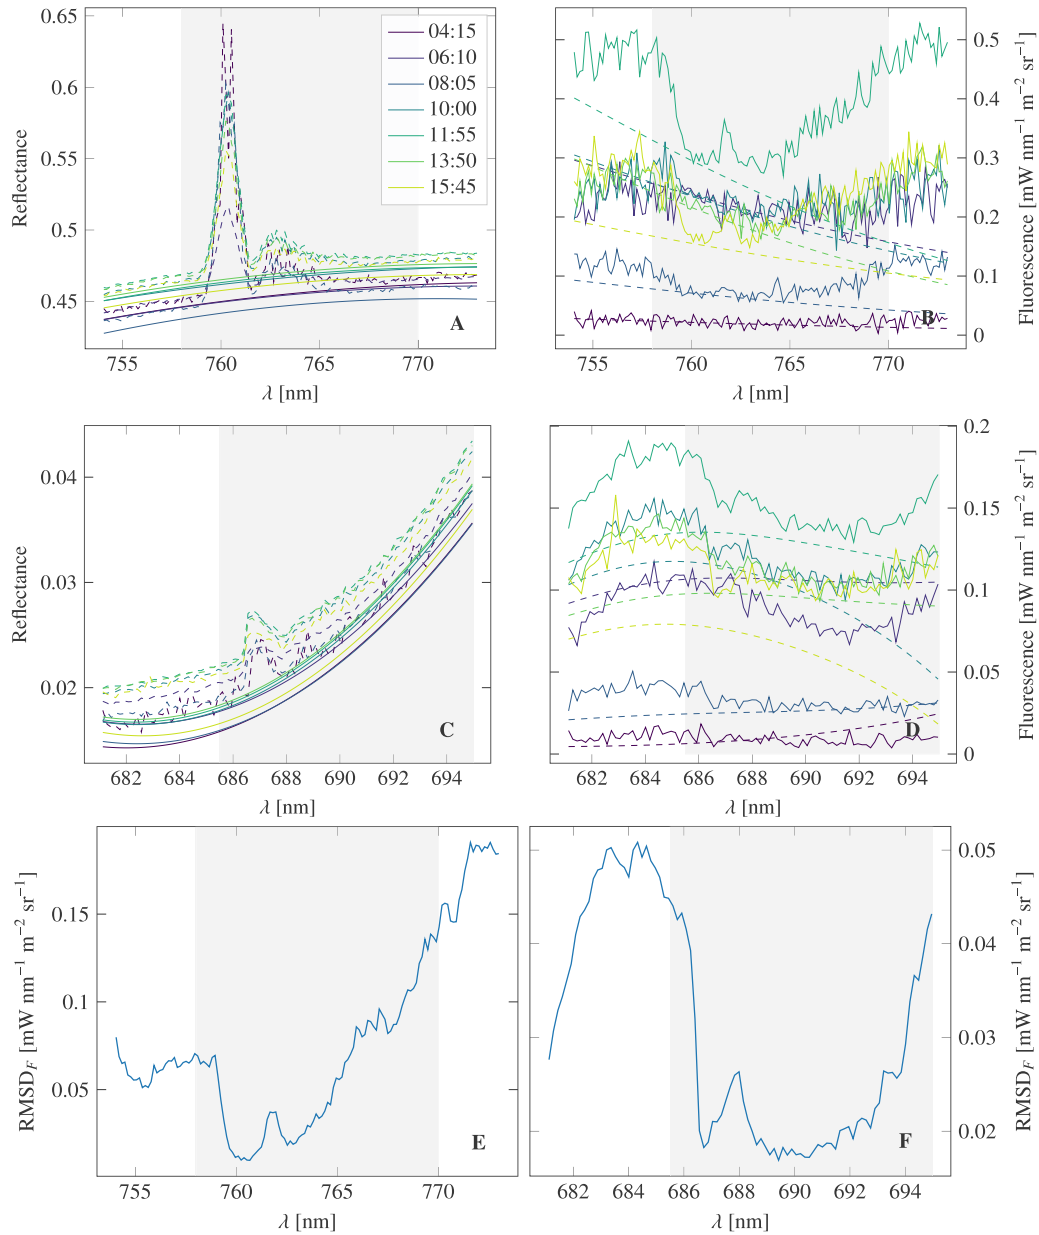 0.65
0.6
0.55
0.5
0.45
Reflectance
04:15
06:10
08:05
10:00
11:55
13:50
15:45
A
755 760 765 770
λ [nm]
0.5
0.4
0.3
0.2
0.1
0
Fluorescence [mW nm⁻¹ m⁻² sr⁻¹]
B
755 760 765 770
λ [nm]
0.04
0.03
0.02
Reflectance
C
682 684 686 688 690 692 694
λ [nm]
0.2
0.15
0.1
0.05
0
Fluorescence [mW nm⁻¹ m⁻² sr⁻¹]
D
682 684 686 688 690 692 694
λ [nm]
0.15
0.1
0.05
RMSD_F [mW nm⁻¹ m⁻² sr⁻¹]
E
755 760 765 770
λ [nm]
0.05
0.04
0.03
0.02
RMSD_F [mW nm⁻¹ m⁻² sr⁻¹]
F
682 684 686 688 690 692 694
λ [nm]